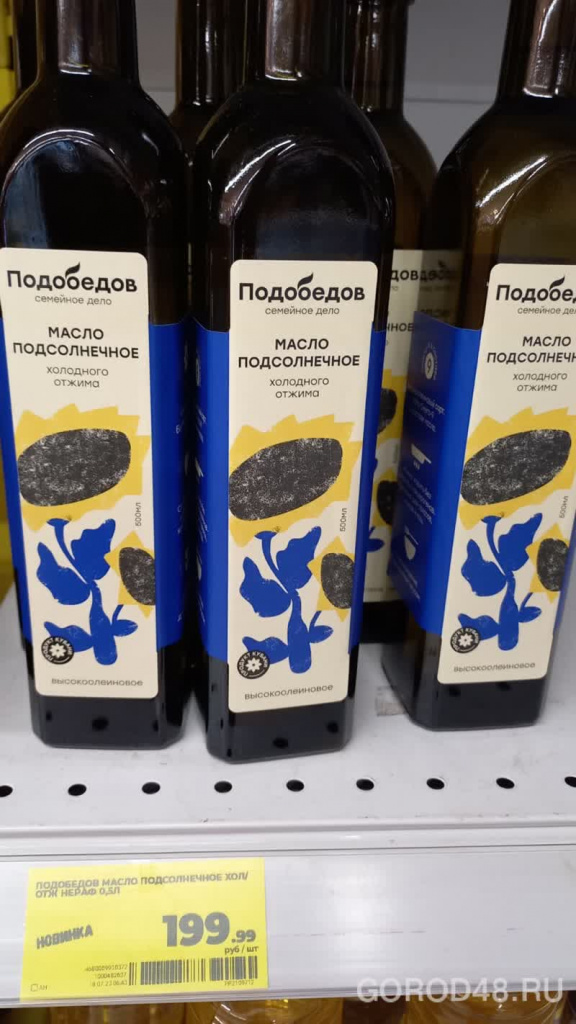 Подобедов
семейное дело
МАСЛО
ПОДСОЛНЕЧНОЕ
холодного
отжима
500мл
высокоолеиновое
Подобедов
семейное дело
МАСЛО
ПОДСОЛНЕЧНОЕ
холодного
отжима
500мл
высокоолеиновое
Подобедов
семейное дело
МАСЛО
ПОДСОЛНЕЧН
холодного
отжима
500мл
высокоолеиновое
ПОДОБЕДОВ МАСЛО ПОДСОЛНЕЧНОЕ ХОЛ/
ОТЖ НЕРАФ 0,5Л
НОВИНКА
199.99
руб / шт
GOROD48.RU